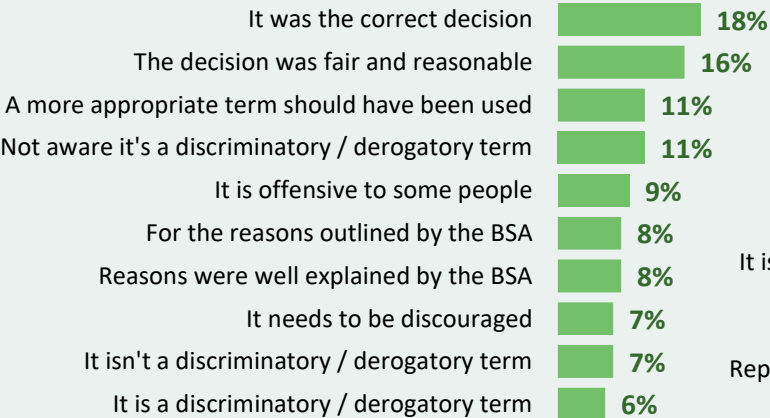 It was the correct decision 18%
The decision was fair and reasonable 16%
A more appropriate term should have been used 11%
Not aware it's a discriminatory / derogatory term 11%
It is offensive to some people 9%
For the reasons outlined by the BSA 8%
It is
Reasons were well explained by the BSA 8%
It needs to be discouraged 7%
It isn't a discriminatory / derogatory term 7%
Rep
It is a discriminatory / derogatory term 6%